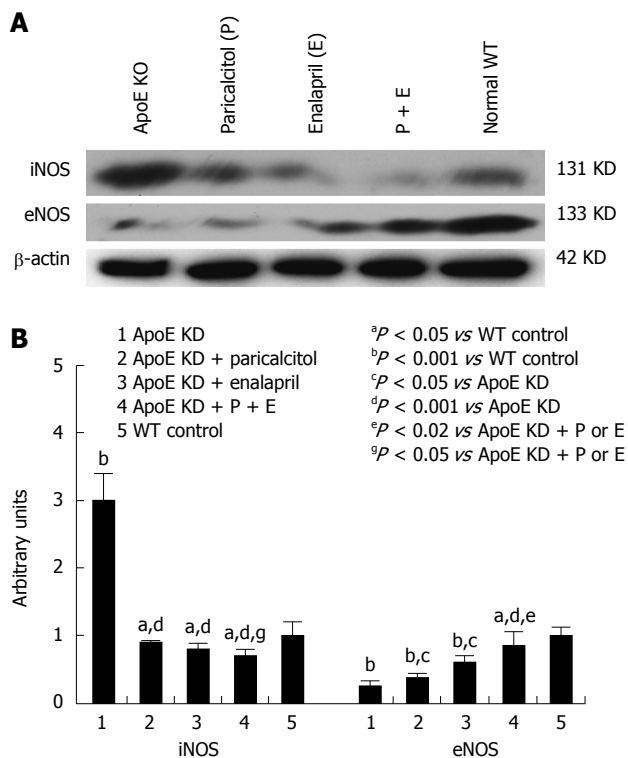 A
ApoE KO
Paricalcitol (P)
Enalapril (E)
P + E
Normal WT
iNOS 131 KD
eNOS 133 KD
β-actin 42 KD
B
1 ApoE KD
2 ApoE KD + paricalcitol
3 ApoE KD + enalapril
4 ApoE KD + P + E
5 WT control
aP < 0.05 vs WT control
bP < 0.001 vs WT control
cP < 0.05 vs ApoE KD
dP < 0.001 vs ApoE KD
eP < 0.02 vs ApoE KD + P or E
gP < 0.05 vs ApoE KD + P or E
Arbitrary units
5
4
3
2
1
0
b
a,d
a,d
a,d,g
b
b,c
b,c
a,d,e
1 2 3 4 5 1 2 3 4 5
iNOS eNOS